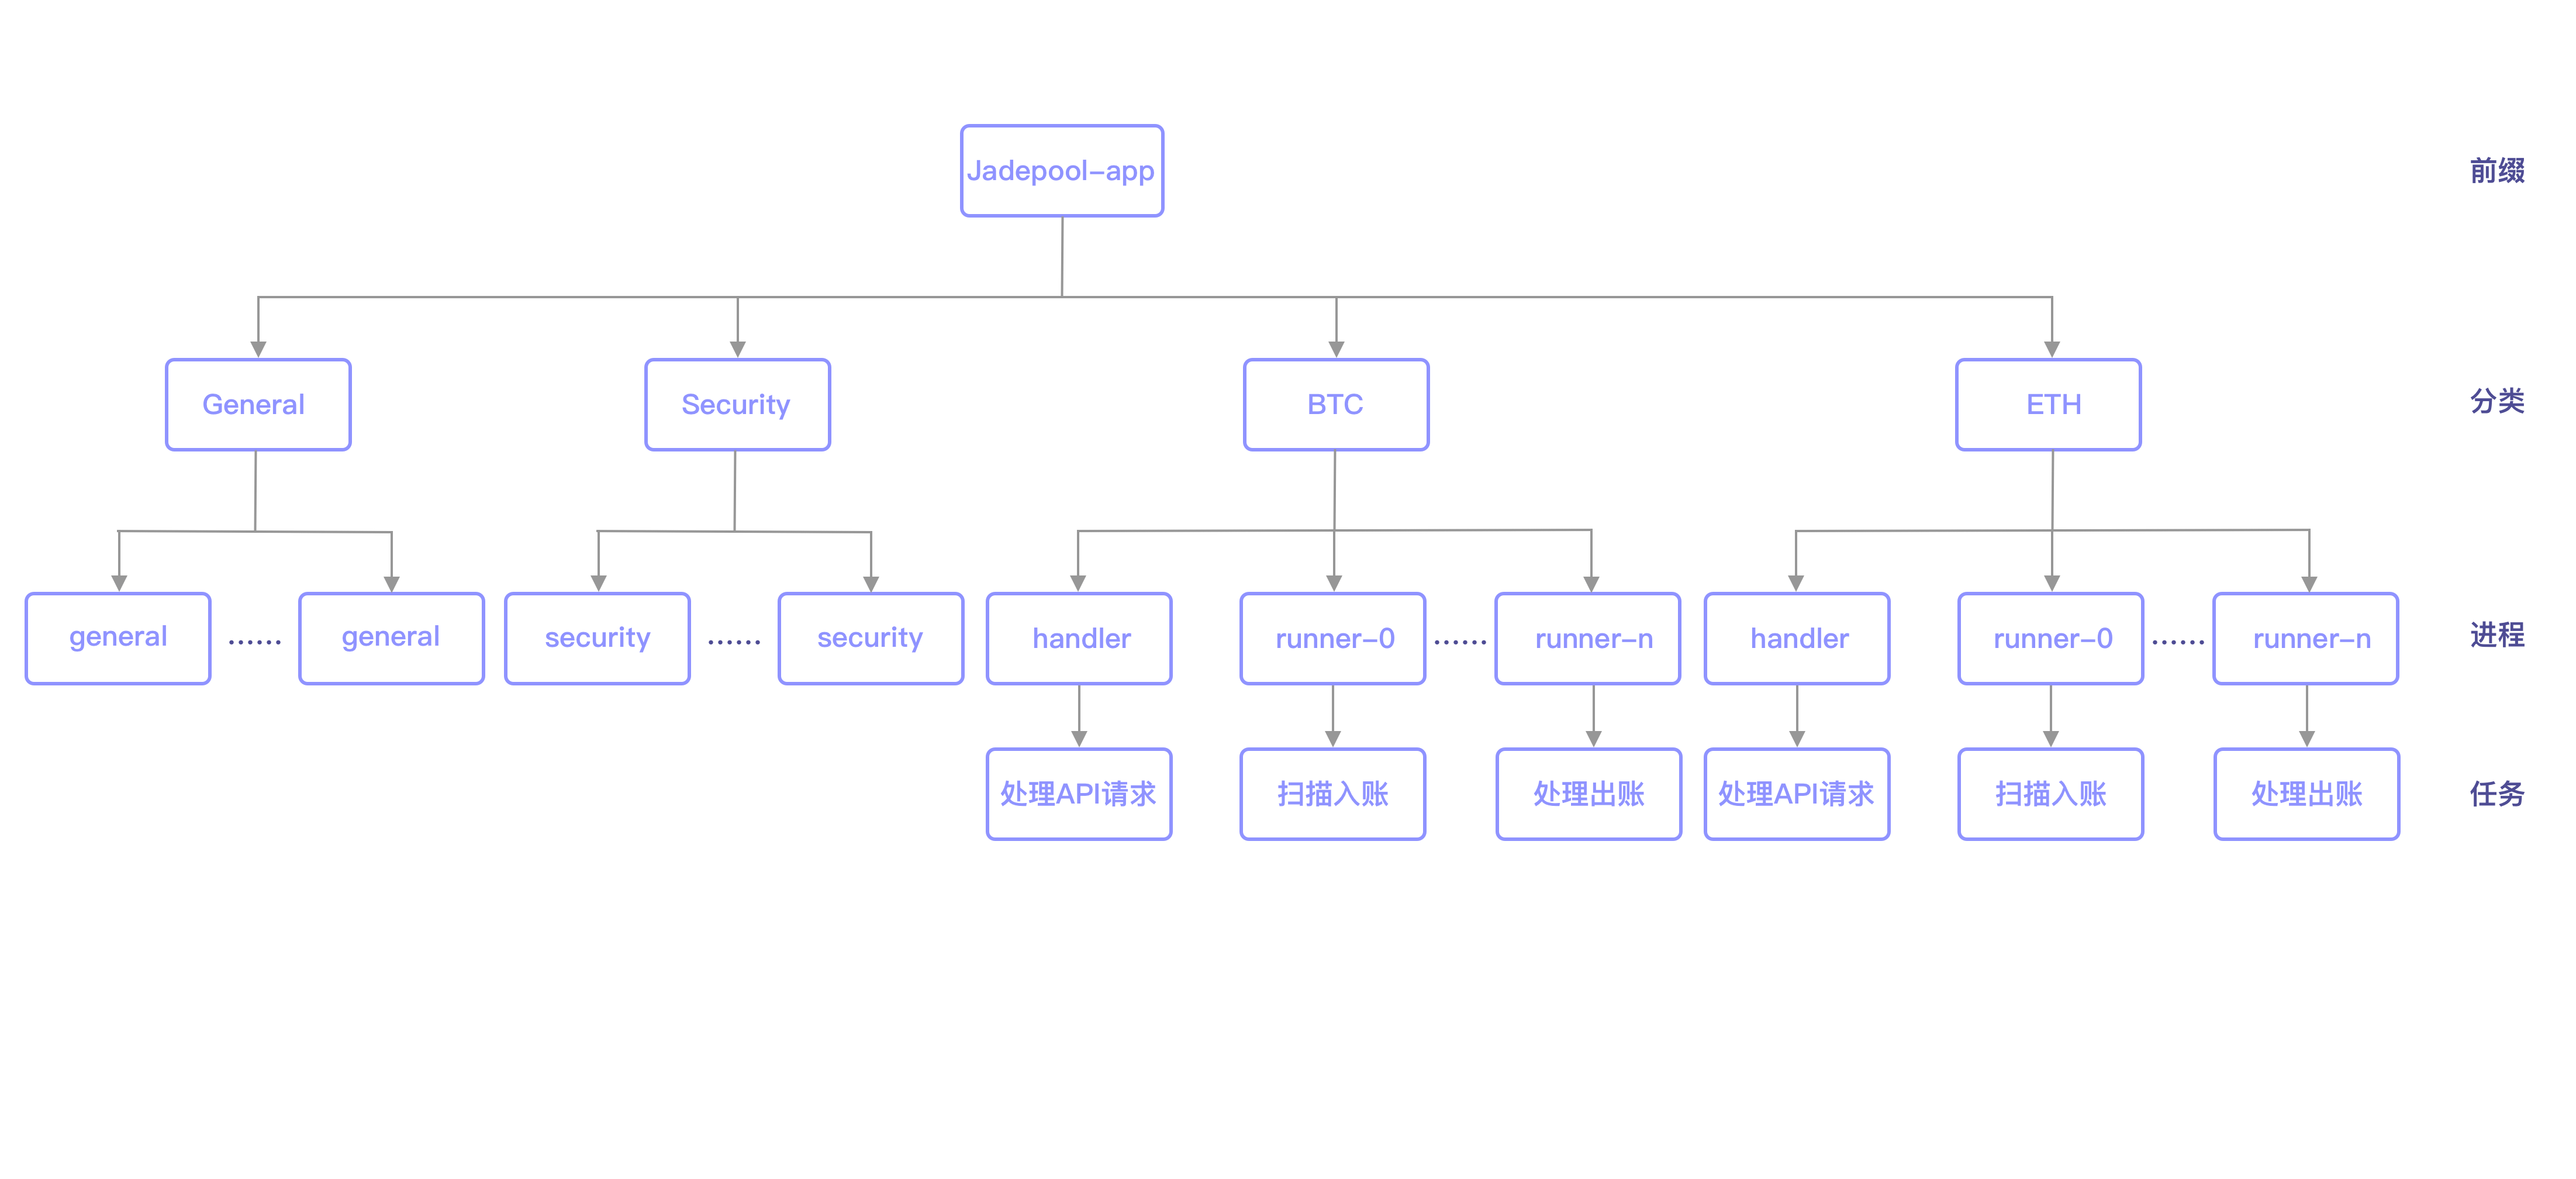 Jadepool-app
前缀
General
Security
BTC
ETH
分类
general
······
general
security
······
security
handler
runner-0
······
runner-n
handler
runner-0
······
runner-n
进程
处理API请求
扫描入账
处理出账
处理API请求
扫描入账
处理出账
任务